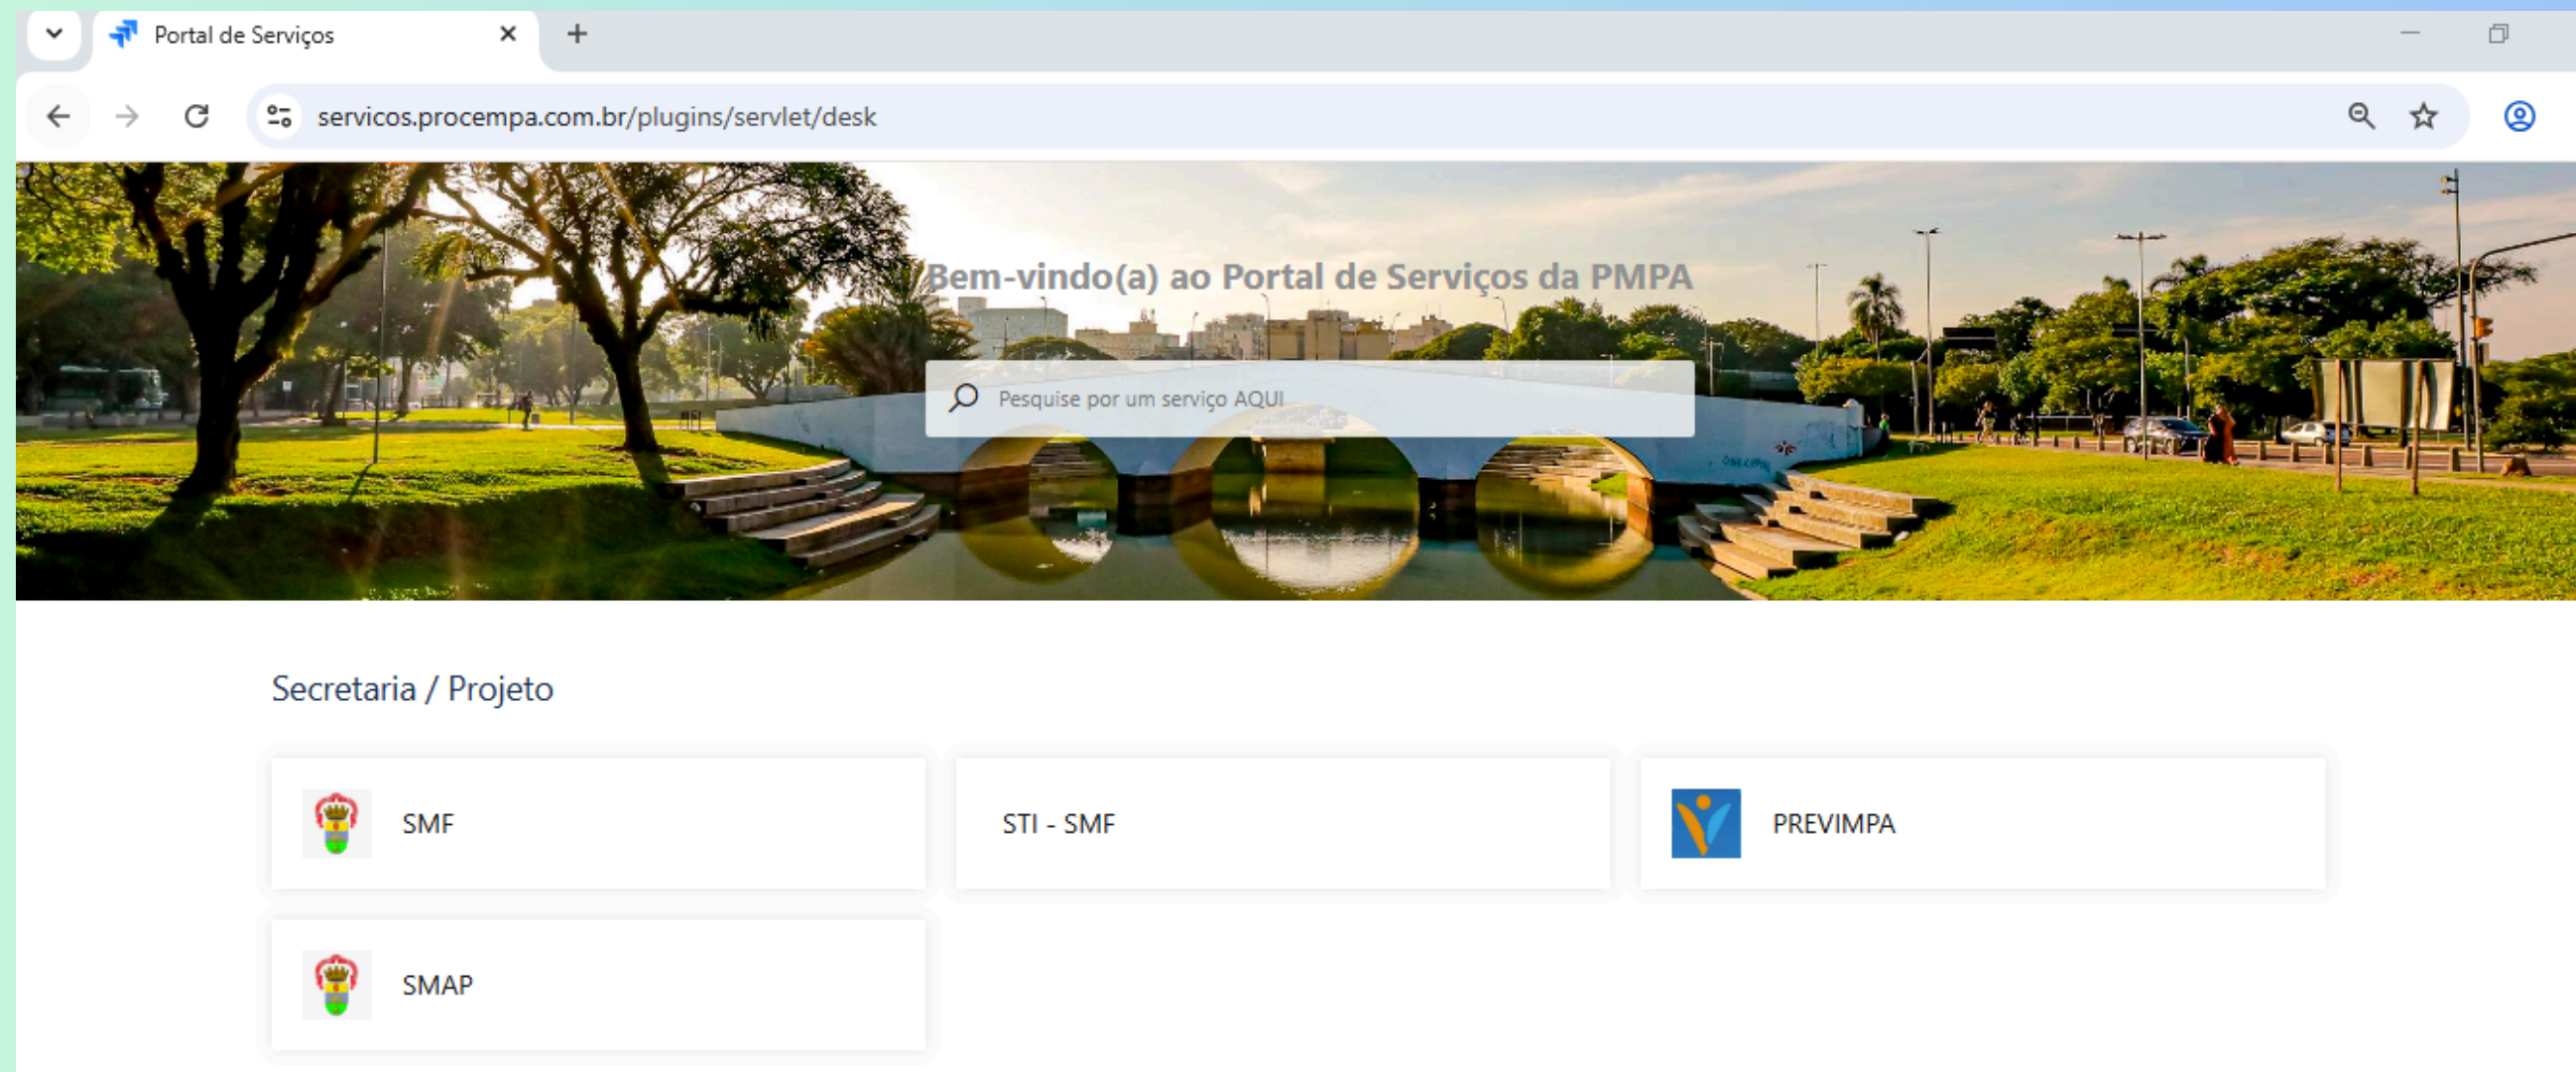 Portal de Serviços
servicos.procempa.com.br/plugins/servlet/desk
Bem-vindo(a) ao Portal de Serviços da PMPA
Pesquise por um serviço AQUI
Secretaria / Projeto
SMF
STI - SMF
PREVIMPA
SMAP